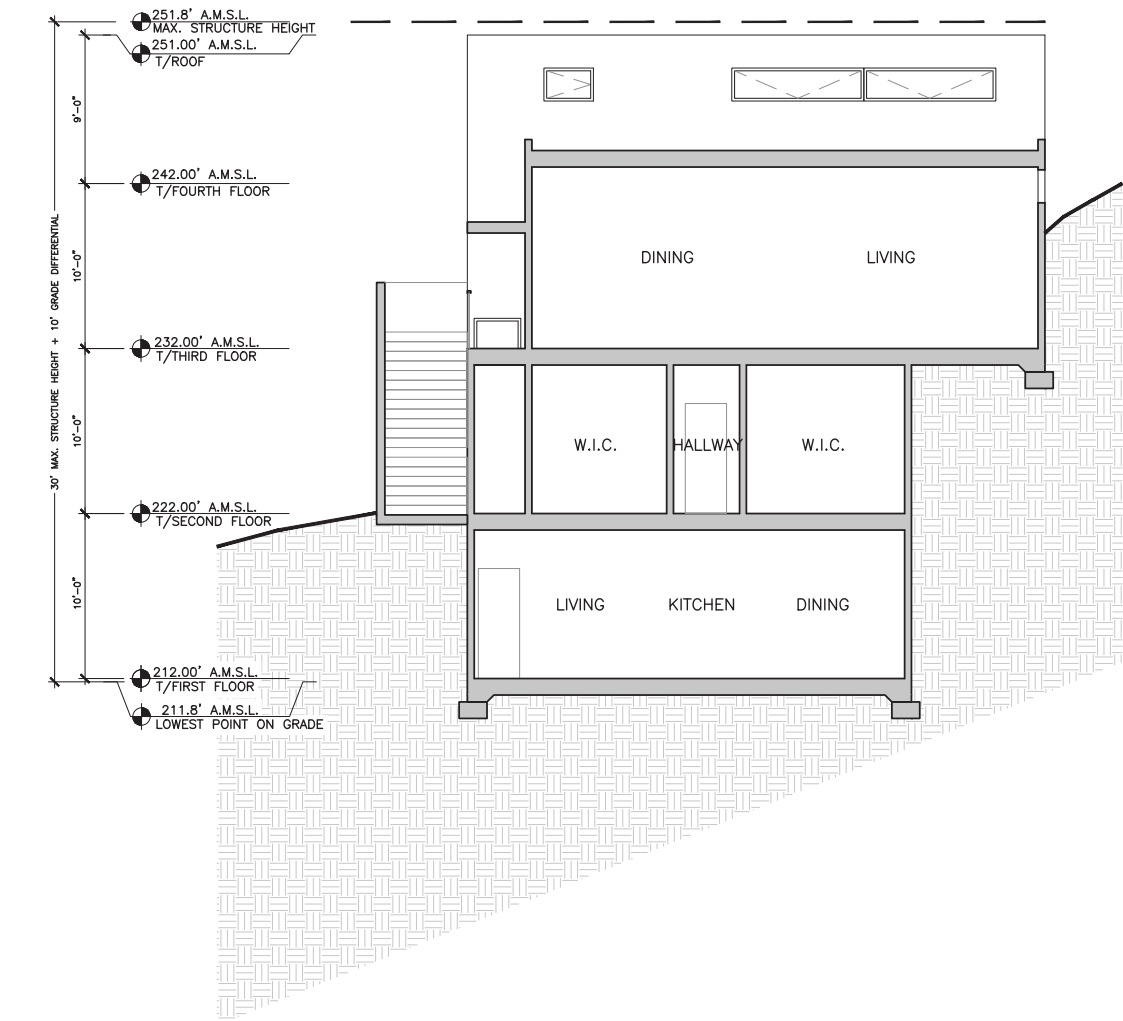 251.8' A.M.S.L.
MAX. STRUCTURE HEIGHT
251.00' A.M.S.L.
T/ROOF
9'-0"
242.00' A.M.S.L.
T/FOURTH FLOOR
30' MAX. STRUCTURE HEIGHT + 10' GRADE DIFFERENTIAL
10'-0"
DINING LIVING
232.00' A.M.S.L.
T/THIRD FLOOR
10'-0"
W.I.C. HALLWAY W.I.C.
222.00' A.M.S.L.
T/SECOND FLOOR
10'-0"
LIVING KITCHEN DINING
212.00' A.M.S.L.
T/FIRST FLOOR
211.8' A.M.S.L.
LOWEST POINT ON GRADE